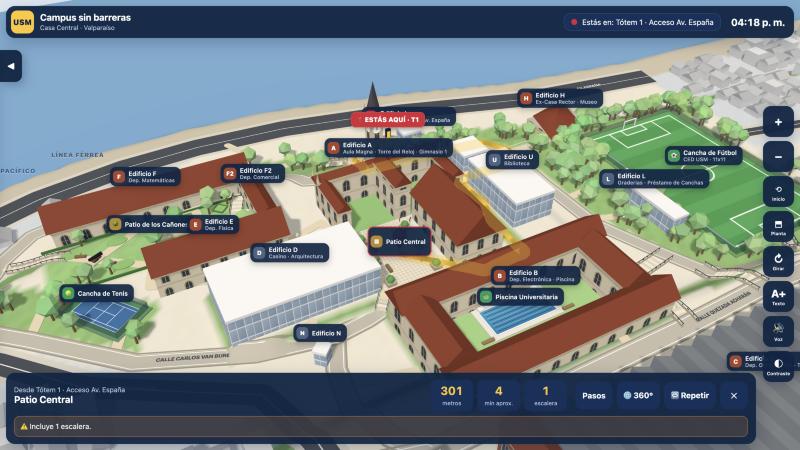 USM
Campus sin barreras
Casa Central · Valparaíso
Estás en: Tótem 1 · Acceso Av. España
04:18 p. m.
◀
Edificio H
Ex-Casa Rector · Museo
H
v. España
ESTÁS AQUÍ · T1
A
Edificio A
Aula Magna · Torre del Reloj · Gimnasio 1
LÍNEA FÉRREA
PACÍFICO
U
Edificio U
Biblioteca
Cancha de Fútbol
CED USM · 11x11
L
Edificio L
Graderías · Préstamo de Canchas
F
Edificio F
Dep. Matemáticas
F2
Edificio F2
Dep. Comercial
Patio de los Cañones
E
Edificio E
Dep. Física
D
Edificio D
Casino · Arquitectura
Patio Central
B
Edificio B
Dep. Electrónica · Piscina
Piscina Universitaria
Cancha de Tenis
N
Edificio N
CALLE CARLOS VAN BURE
C
Edific
Dep.
+
−
Inicio
Planta
Girar
A+
Texto
Voz
Contraste
Desde Tótem 1 · Acceso Av. España
Patio Central
301
metros
4
min aprox.
1
escalera
Pasos
360°
Repetir
✕
Incluye 1 escalera.